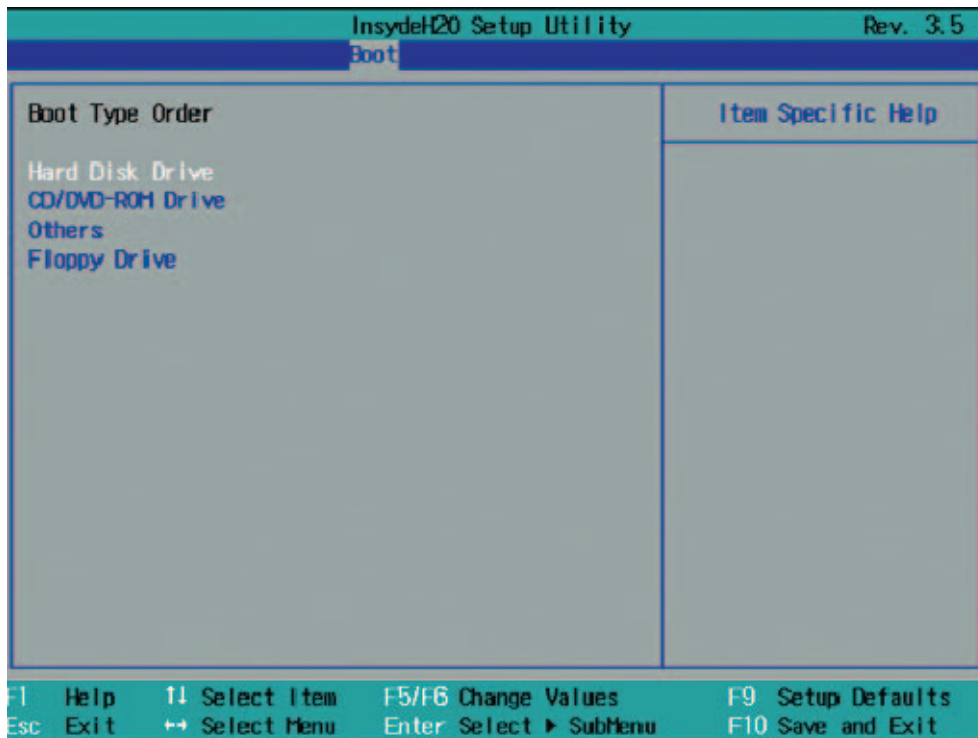 InsydeH20 Setup Utility Rev. 3.5
Boot
Boot Type Order
Item Specific Help
Hard Disk Drive
CD/DVD-ROM Drive
Others
Floppy Drive
F1 Help ↑↓ Select Item F5/F6 Change Values F9 Setup Defaults
Esc Exit ↔ Select Menu Enter Select ▶ SubMenu F10 Save and Exit